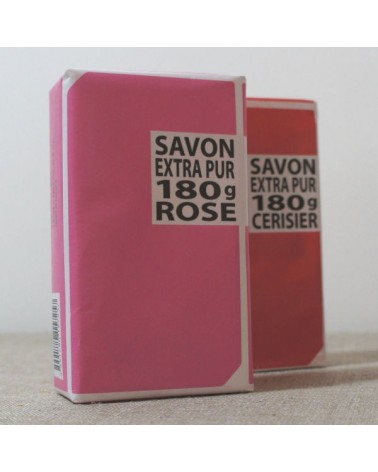 SAVON
EXTRA PUR
180g
ROSE
SAVON
EXTRA PUR
180g
CERISIER